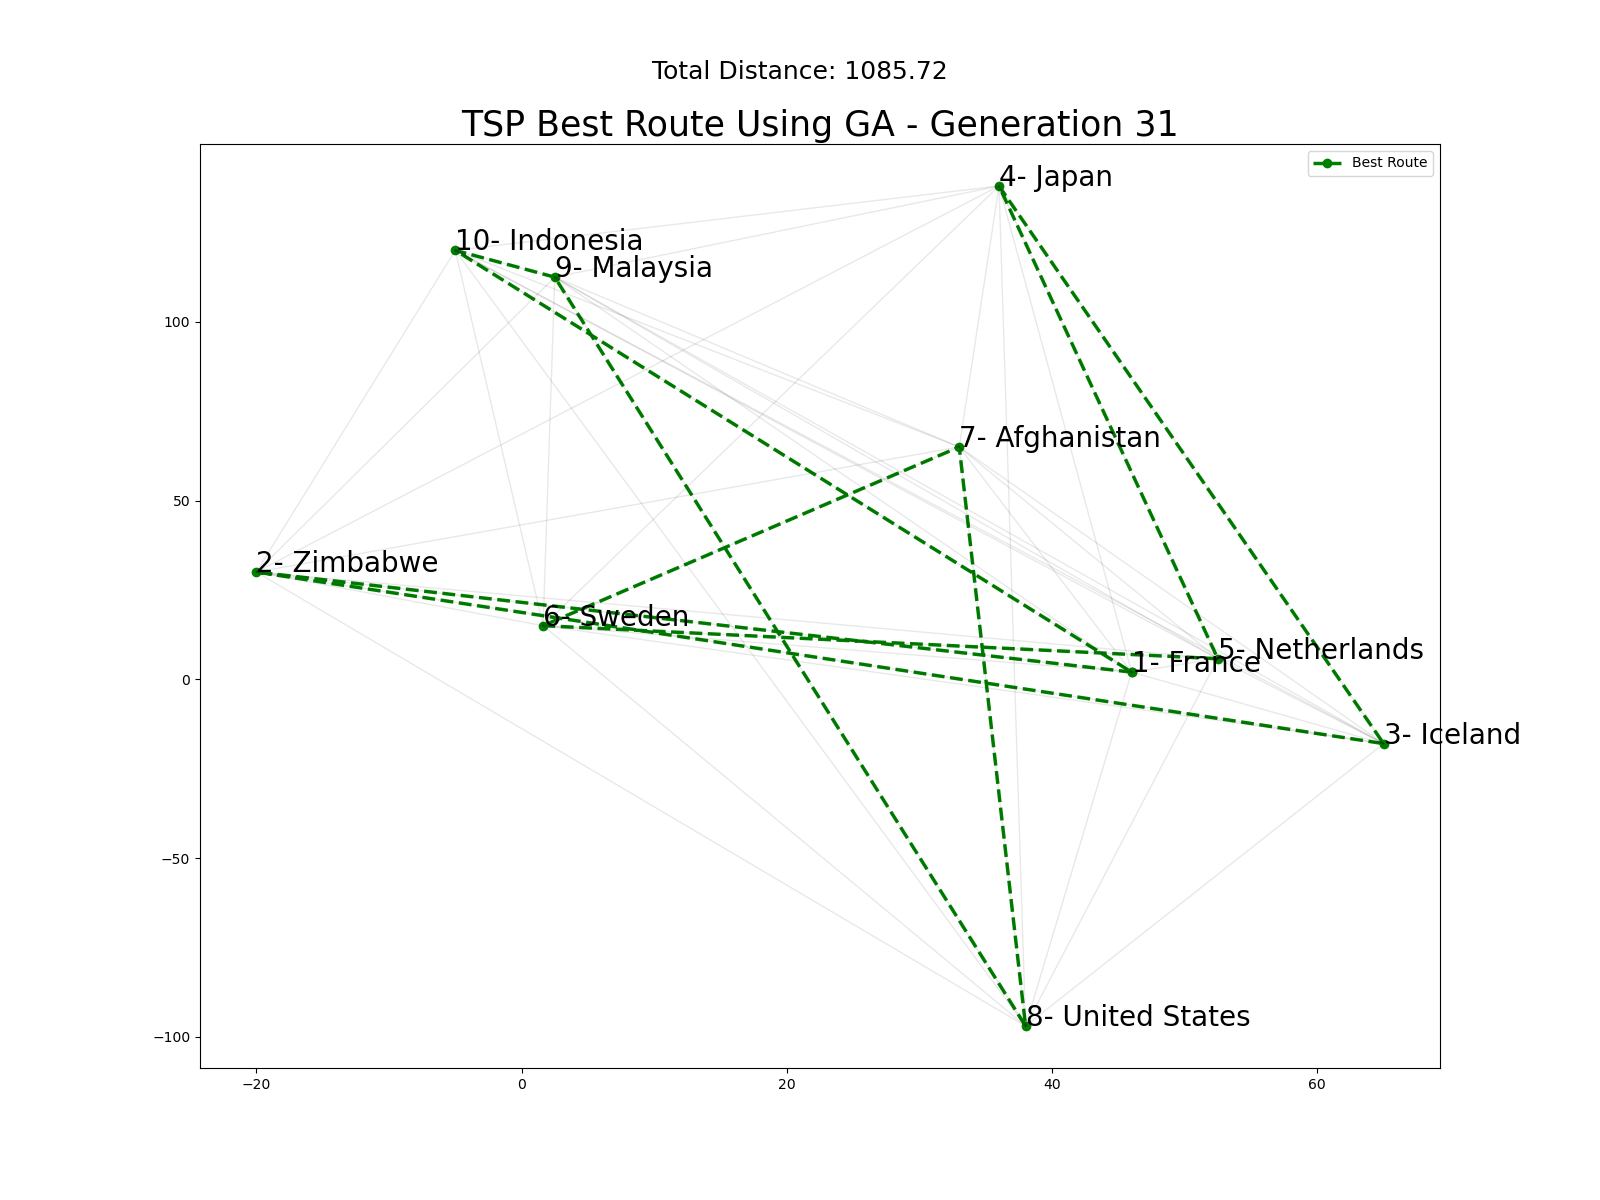 Total Distance: 1085.72
TSP Best Route Using GA - Generation 31
Best Route
4- Japan
10- Indonesia
9- Malaysia
100
7- Afghanistan
50
2- Zimbabwe
6- Sweden
5- Netherlands
1- France
0
3- Iceland
−50
8- United States
−100
−20 0 20 40 60